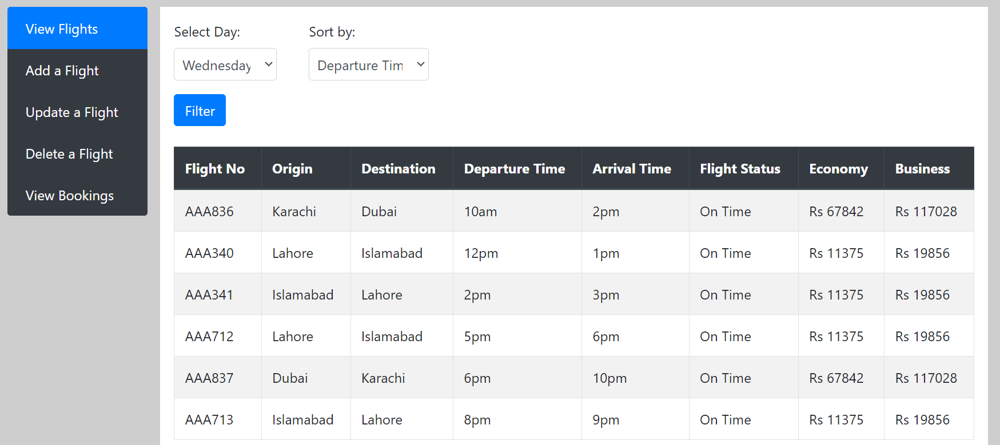 View Flights
Add a Flight
Update a Flight
Delete a Flight
View Bookings
Select Day: Sort by:
Wednesday Departure Tim
Filter
Flight No Origin Destination Departure Time Arrival Time Flight Status Economy Business
AAA836 Karachi Dubai 10am 2pm On Time Rs 67842 Rs 117028
AAA340 Lahore Islamabad 12pm 1pm On Time Rs 11375 Rs 19856
AAA341 Islamabad Lahore 2pm 3pm On Time Rs 11375 Rs 19856
AAA712 Lahore Islamabad 5pm 6pm On Time Rs 11375 Rs 19856
AAA837 Dubai Karachi 6pm 10pm On Time Rs 67842 Rs 117028
AAA713 Islamabad Lahore 8pm 9pm On Time Rs 11375 Rs 19856